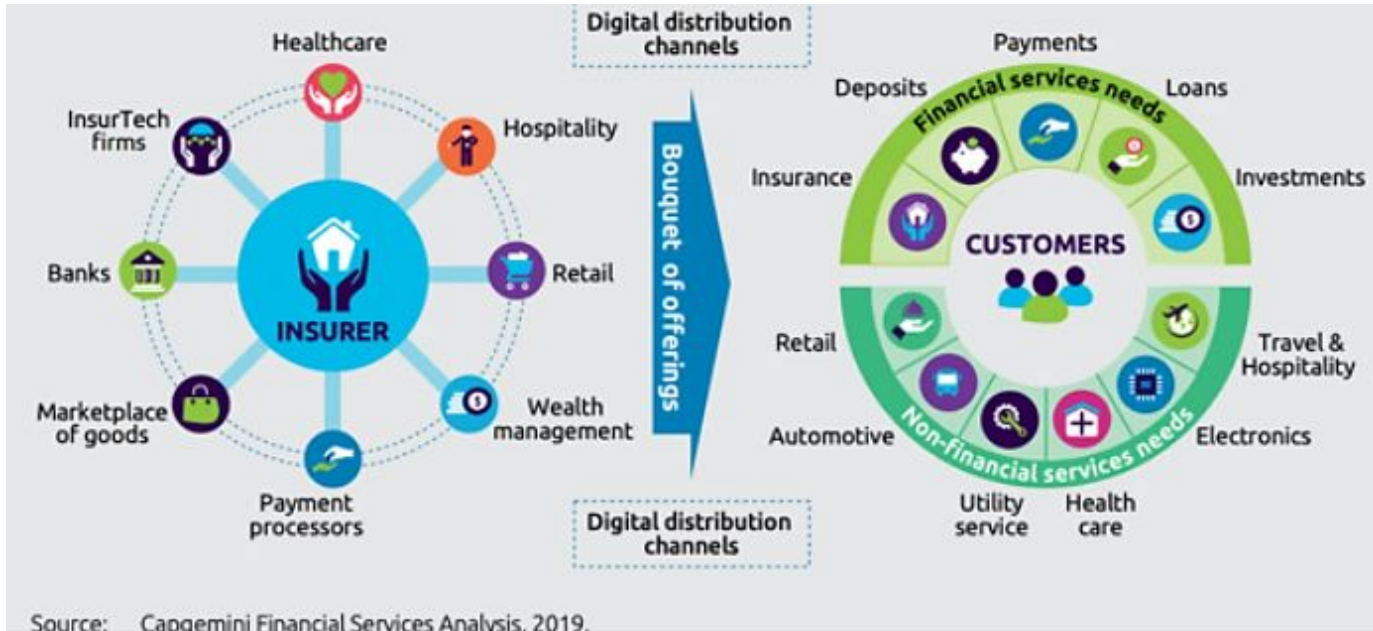 Digital distribution
channels
Healthcare
InsurTech
firms
Hospitality
Banks
INSURER
Retail
Marketplace
of goods
Wealth
management
Payment
processors
Bouquet of offerings
Digital distribution
channels
Payments
Deposits
Financial services needs
Loans
Insurance
Investments
CUSTOMERS
Retail
Travel &
Hospitality
Automotive
Non-financial services needs
Electronics
Utility
service
Health
care
Source: Capgemini Financial Services Analysis, 2019.